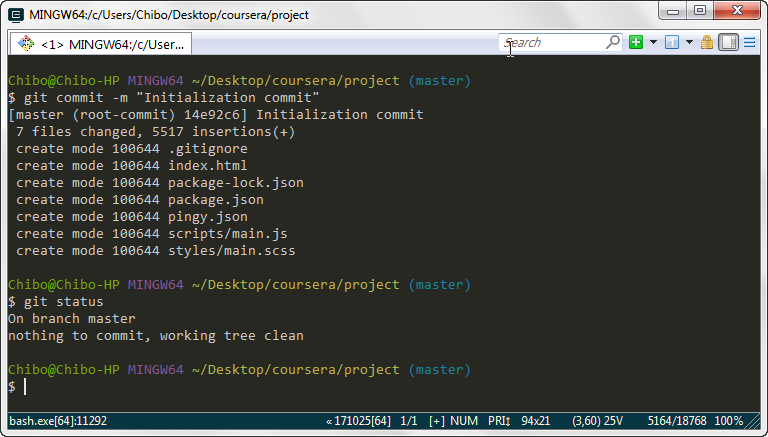 MINGW64:/c/Users/Chibo/Desktop/coursera/project
<1> MINGW64:/c/User...
Search
Chibo@Chibo-HP MINGW64 ~/Desktop/coursera/project (master)
$ git commit -m "Initialization commit"
[master (root-commit) 14e92c6] Initialization commit
 7 files changed, 5517 insertions(+)
 create mode 100644 .gitignore
 create mode 100644 index.html
 create mode 100644 package-lock.json
 create mode 100644 package.json
 create mode 100644 pingy.json
 create mode 100644 scripts/main.js
 create mode 100644 styles/main.scss
Chibo@Chibo-HP MINGW64 ~/Desktop/coursera/project (master)
$ git status
On branch master
nothing to commit, working tree clean
Chibo@Chibo-HP MINGW64 ~/Desktop/coursera/project (master)
$
bash.exe[64]:11292 «171025[64] 1/1 [+] NUM PRI↕ 94x21 (3,60) 25V 5164/18768 100%